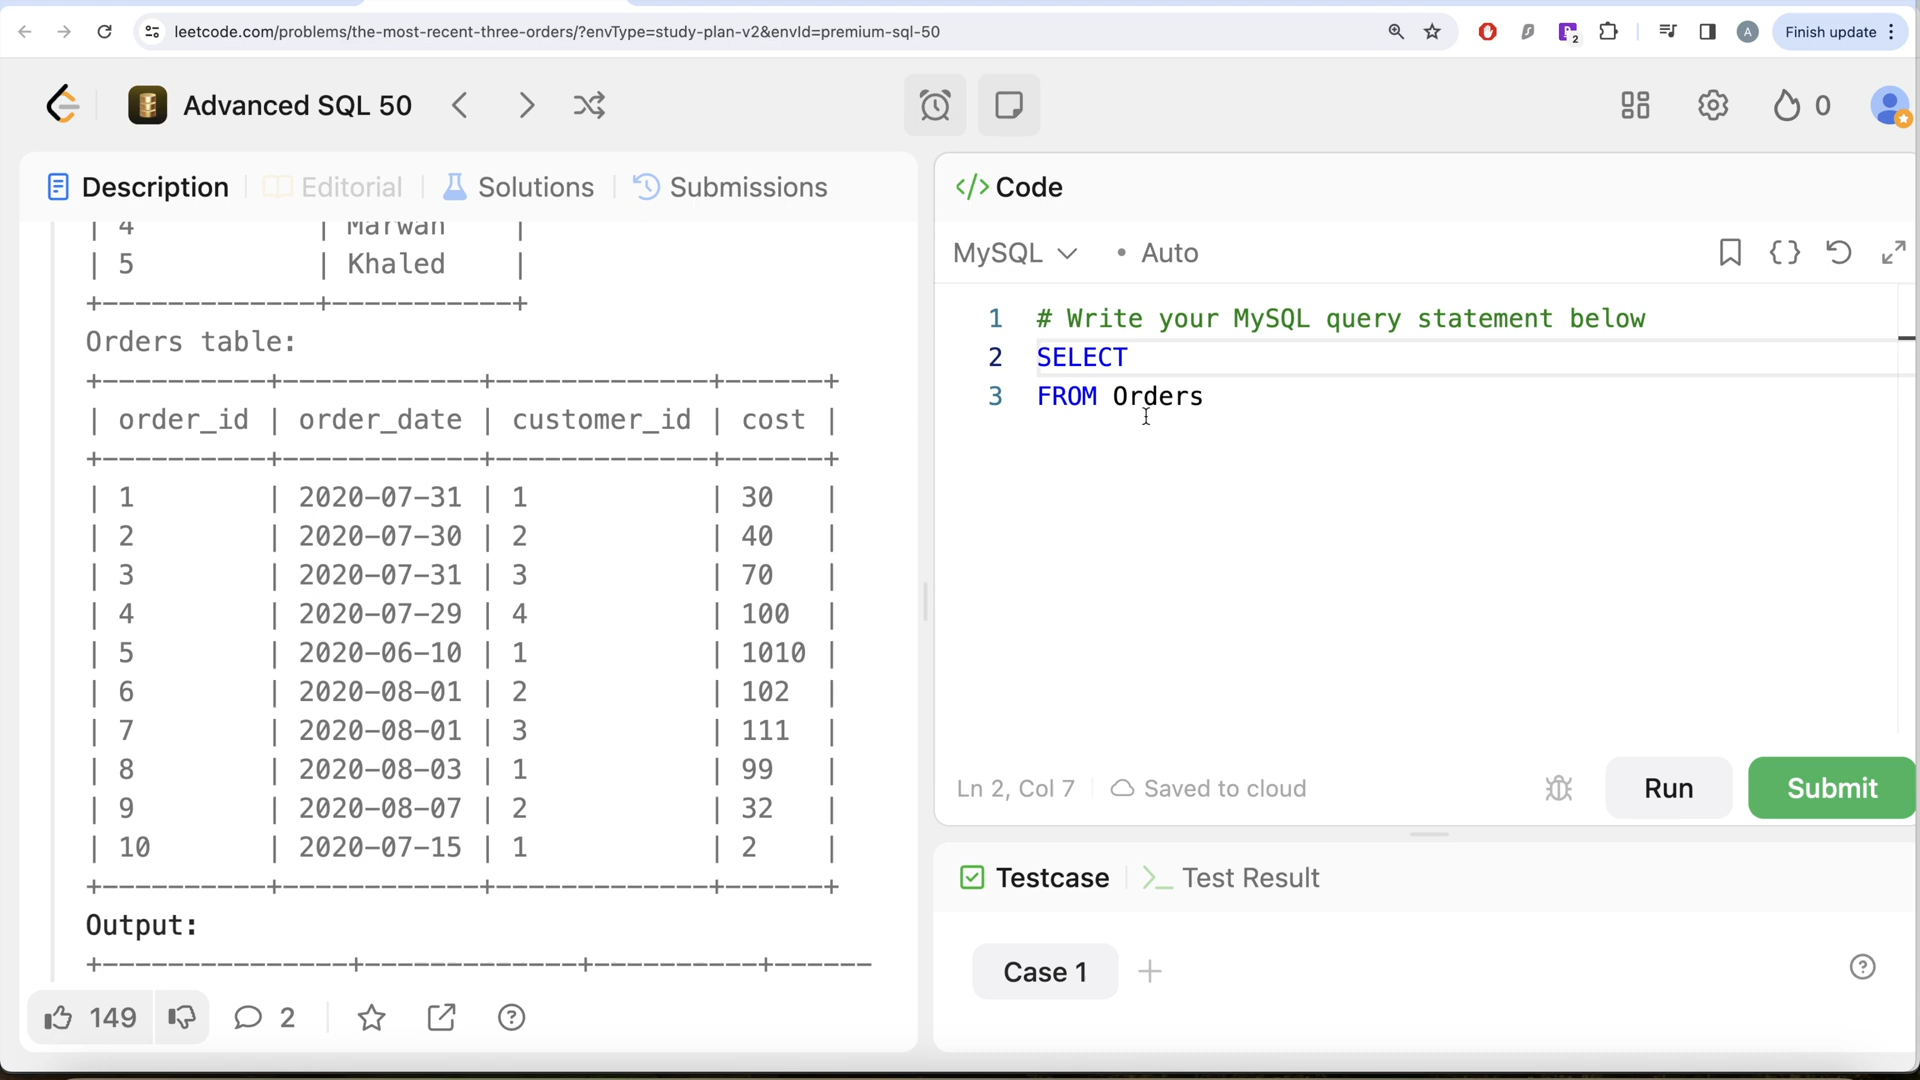 leetcode.com/problems/the-most-recent-three-orders/?envType=study-plan-v2&envId=premium-sql-50
2
A
Finish update
Advanced SQL 50
0
Description
Editorial
Solutions
Submissions
| 4 | Marwan |
| 5 | Khaled |
+-------------+-----------+
Orders table:
+----------+------------+-------------+------+
| order_id | order_date | customer_id | cost |
+----------+------------+-------------+------+
| 1 | 2020-07-31 | 1 | 30 |
| 2 | 2020-07-30 | 2 | 40 |
| 3 | 2020-07-31 | 3 | 70 |
| 4 | 2020-07-29 | 4 | 100 |
| 5 | 2020-06-10 | 1 | 1010 |
| 6 | 2020-08-01 | 2 | 102 |
| 7 | 2020-08-01 | 3 | 111 |
| 8 | 2020-08-03 | 1 | 99 |
| 9 | 2020-08-07 | 2 | 32 |
| 10 | 2020-07-15 | 1 | 2 |
+----------+------------+-------------+------+
Output:
+---------------+-------------+----------+------
149
2
</> Code
MySQL
• Auto
{}
1 # Write your MySQL query statement below
2 SELECT
3 FROM Orders
Ln 2, Col 7
Saved to cloud
Run
Submit
Testcase
>_ Test Result
Case 1
+